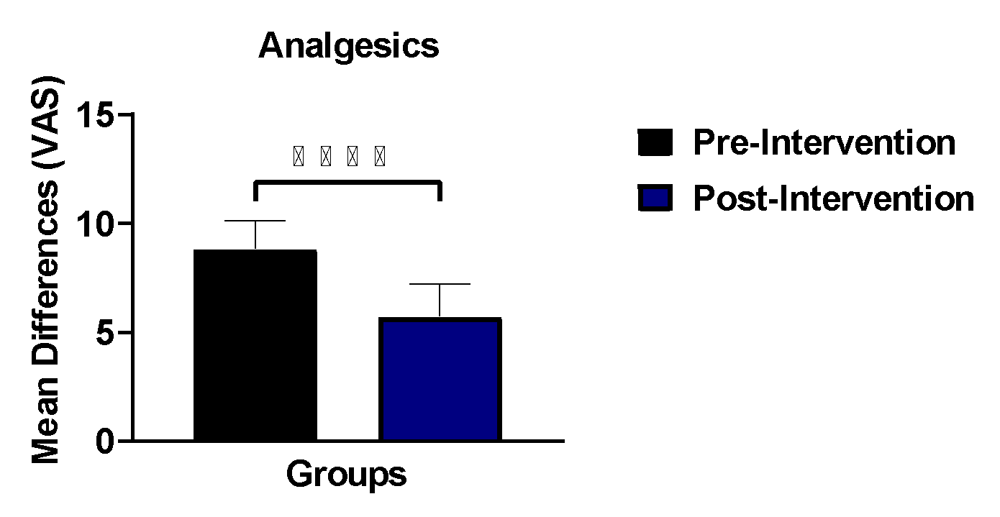 Analgesics
Mean Differences (VAS)
15
10
5
0
Groups
Pre-Intervention
Post-Intervention